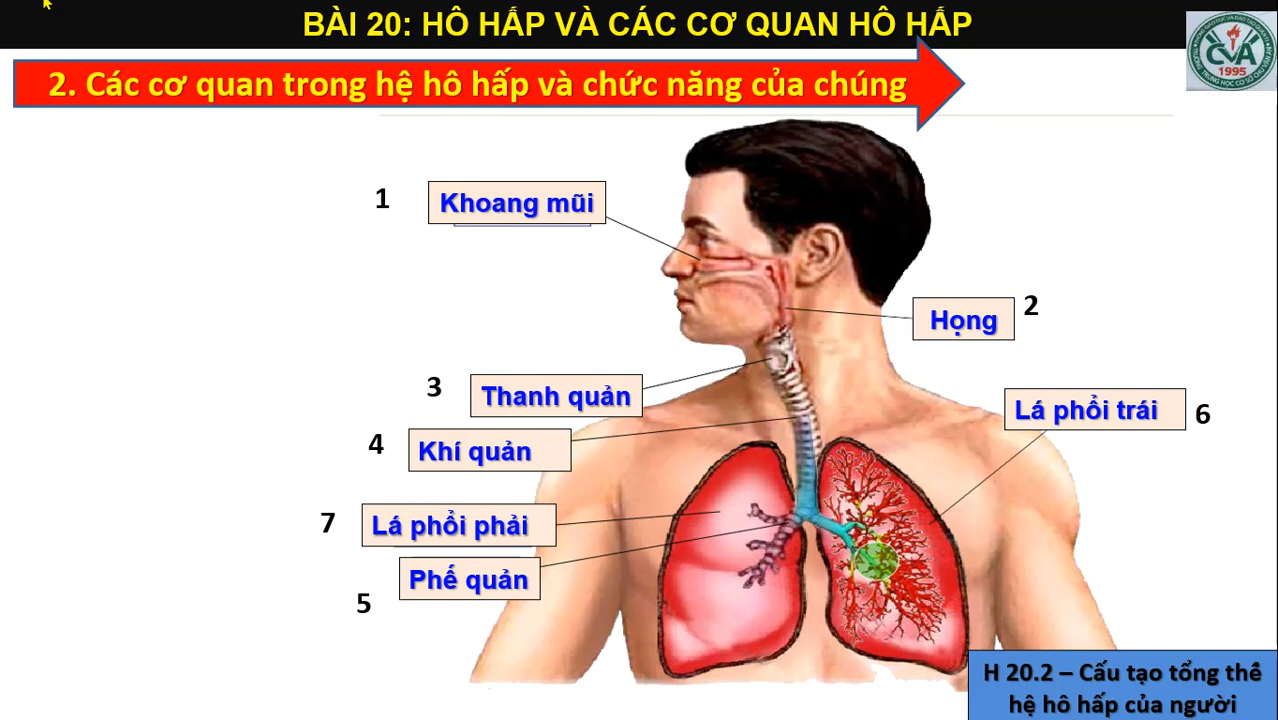 BÀI 20: HÔ HẤP VÀ CÁC CƠ QUAN HÔ HẤP
CVA
1995
2. Các cơ quan trong hệ hô hấp và chức năng của chúng
1
Khoang mũi
Họng
2
3
Thanh quản
Lá phổi trái
6
4
Khí quản
7
Lá phổi phải
Phế quản
5
H 20.2 – Cấu tạo tổng thể
hệ hô hấp của người